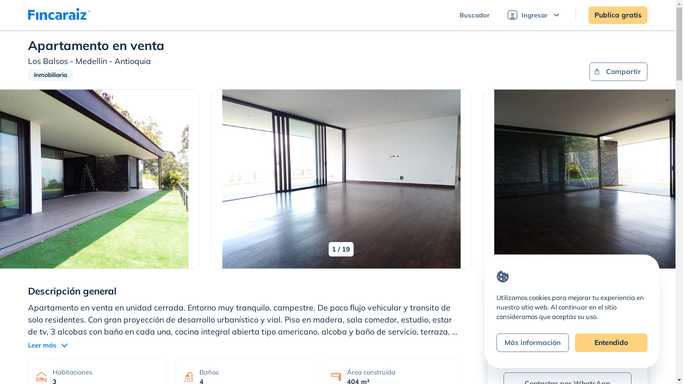 Fincaraiz
Buscador
Ingresar
Publica gratis
Apartamento en venta
Los Balsos - Medellín - Antioquia
Inmobiliaria
Compartir
1 / 19
Descripción general
Apartamento en venta en unidad cerrada. Entorno muy tranquilo, campestre. De poco flujo vehicular y transito de
solo residentes. Con gran proyección de desarrollo urbanístico y vial. Piso en madera, sala comedor, estudio, estar
de tv, 3 alcobas con baño en cada una, cocina integral abierta tipo americano, alcoba y baño de servicio, terraza, ...
Leer más
Habitaciones
3
Baños
4
Área construida
404 m²
Utilizamos cookies para mejorar tu experiencia en
nuestro sitio web. Al continuar en el sitio
consideramos que aceptas su uso.
Más información
Entendido
Contactar por WhatsApp